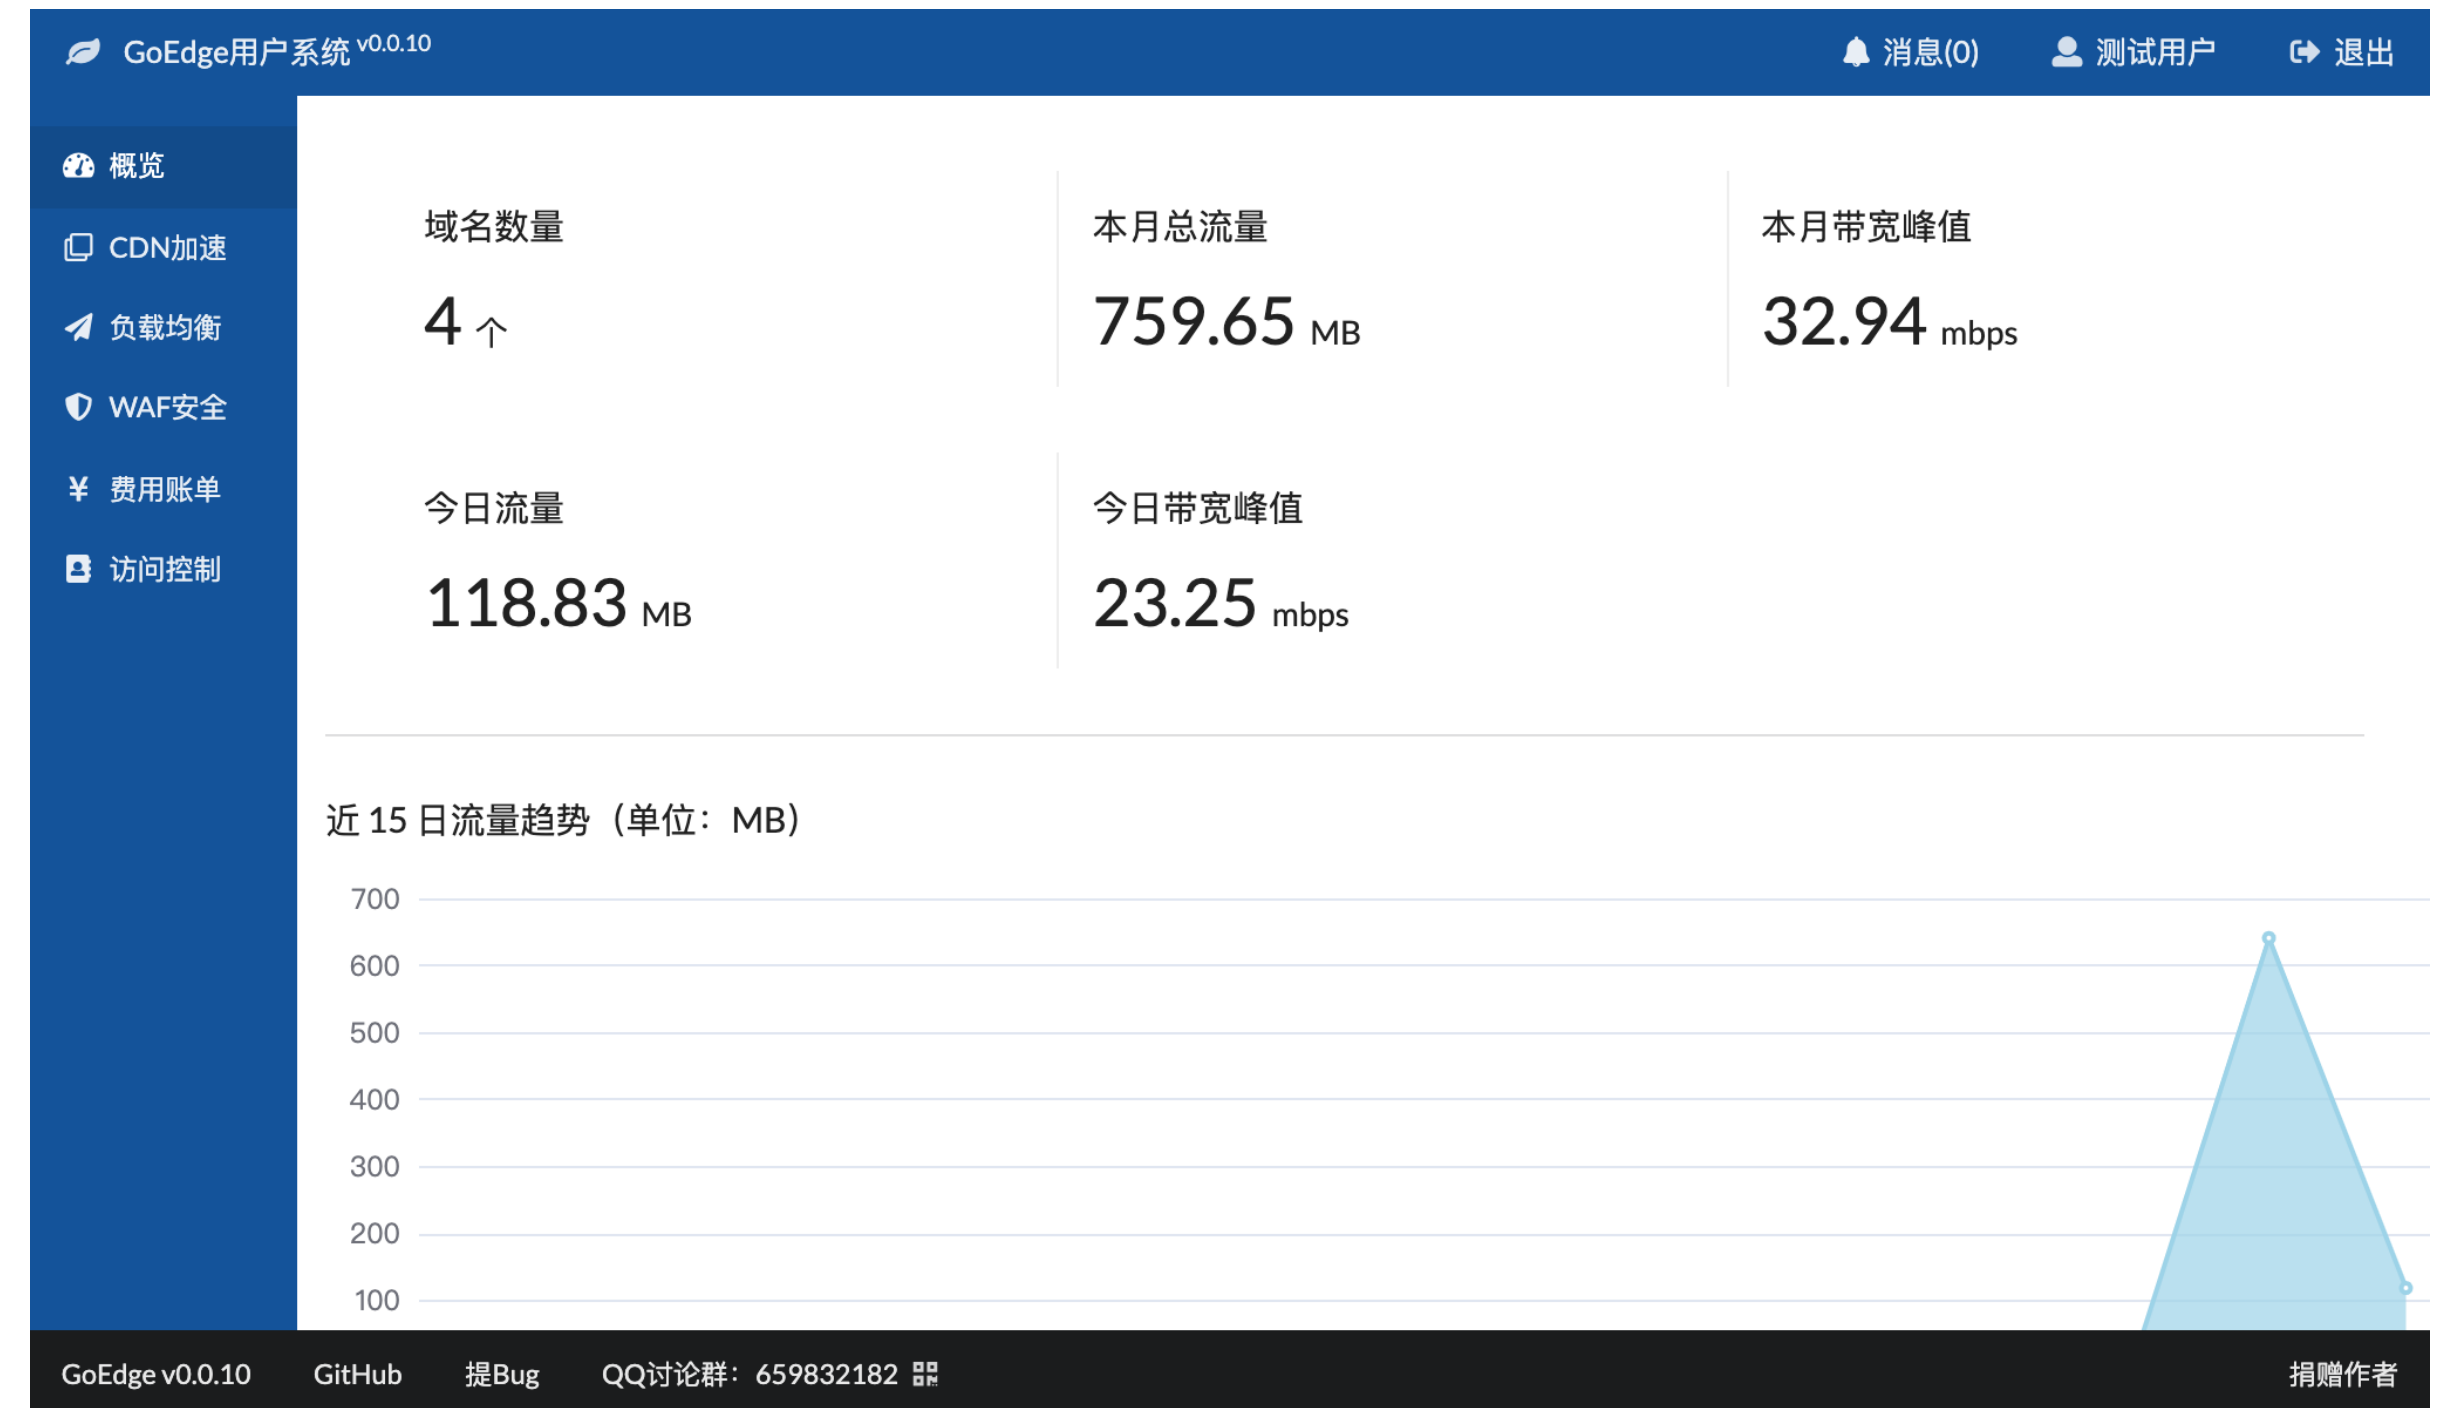 GoEdge用户系统 v0.0.10
消息(0)
测试用户
退出
概览
CDN加速
负载均衡
WAF安全
费用账单
访问控制
域名数量
4 个
本月总流量
759.65 MB
本月带宽峰值
32.94 mbps
今日流量
118.83 MB
今日带宽峰值
23.25 mbps
近 15 日流量趋势（单位：MB）
700
600
500
400
300
200
100
GoEdge v0.0.10
GitHub
提Bug
QQ讨论群：659832182
捐赠作者